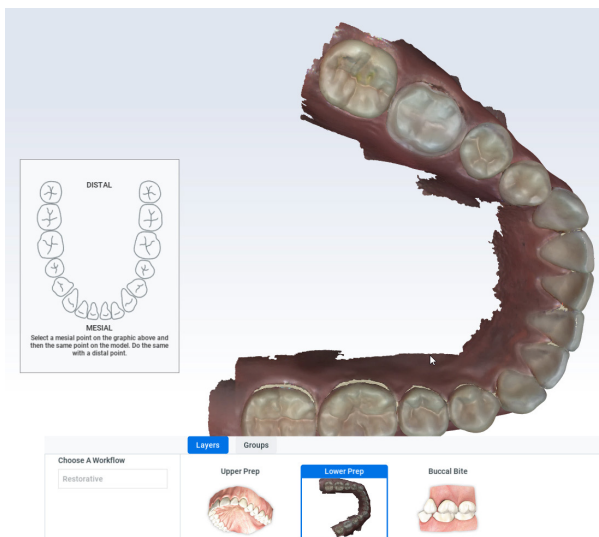 DISTAL
MESIAL
Select a mesial point on the graphic above and
then the same point on the model. Do the same
with a distal point.
Layers
Groups
Choose A Workflow
Restorative
Upper Prep
Lower Prep
Buccal Bite